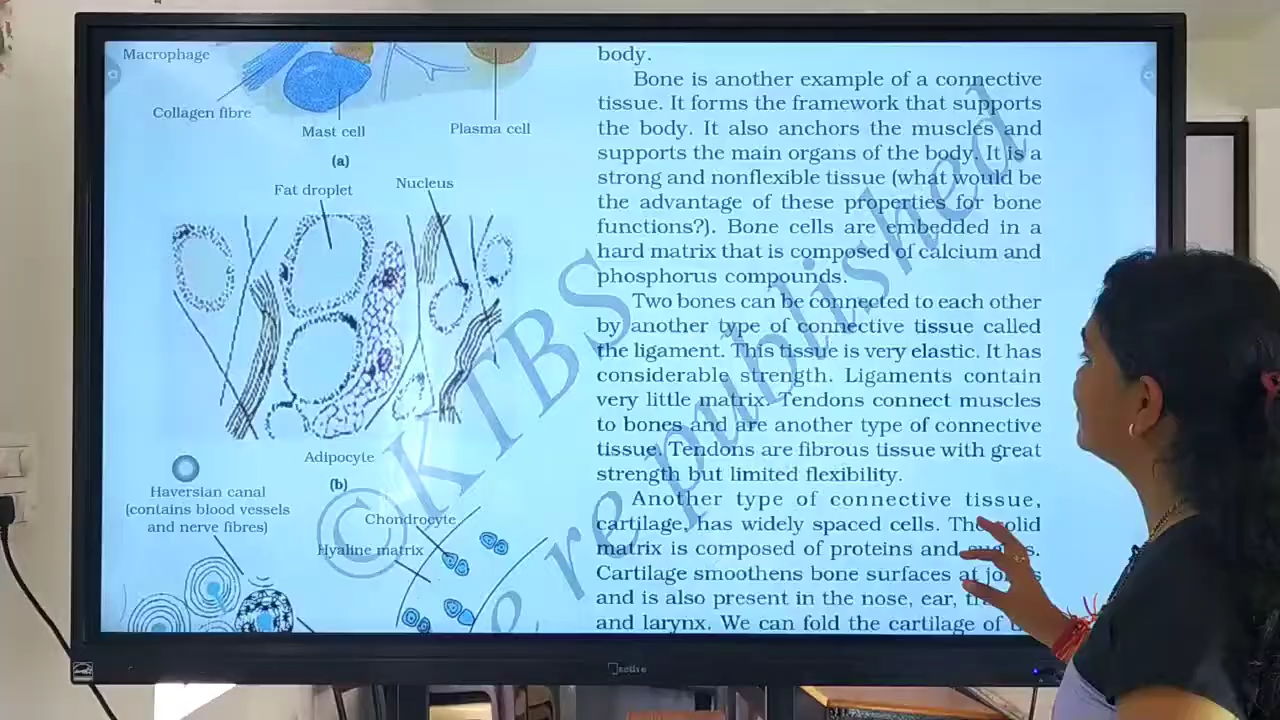 Macrophage
Collagen fibre
Mast cell
Plasma cell
(a)
Fat droplet
Nucleus
Adipocyte
(b)
Haversian canal
(contains blood vessels
and nerve fibres)
Chondrocyte
Hyaline matrix
body.
Bone is another example of a connective
tissue. It forms the framework that supports
the body. It also anchors the muscles and
supports the main organs of the body. It is a
strong and nonflexible tissue (what would be
the advantage of these properties for bone
functions?). Bone cells are embedded in a
hard matrix that is composed of calcium and
phosphorus compounds.
Two bones can be connected to each other
by another type of connective tissue called
the ligament. This tissue is very elastic. It has
considerable strength. Ligaments contain
very little matrix. Tendons connect muscles
to bones and are another type of connective
tissue. Tendons are fibrous tissue with great
strength but limited flexibility.
Another type of connective tissue,
cartilage, has widely spaced cells. The solid
matrix is composed of proteins and
Cartilage smoothens bone surfaces at
and is also present in the nose, ear,
and larynx. We can fold the cartilage of
©KTBS
re published